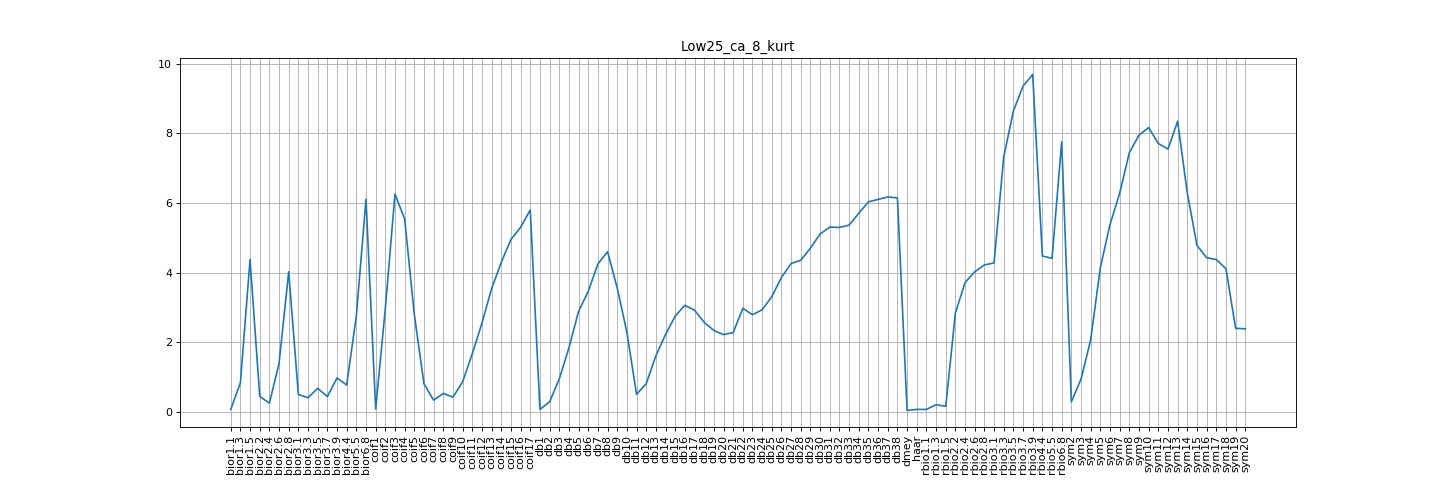 Low25_ca_8_kurt
10
8
6
4
2
0
bior1.1
bior1.3
bior1.5
bior2.2
bior2.4
bior2.6
bior2.8
bior3.1
bior3.3
bior3.5
bior3.7
bior3.9
bior4.4
bior5.5
bior6.8
coif1
coif2
coif3
coif4
coif5
coif6
coif7
coif8
coif9
coif10
coif11
coif12
coif13
coif14
coif15
coif16
coif17
db1
db2
db3
db4
db5
db6
db7
db8
db9
db10
db11
db12
db13
db14
db15
db16
db17
db18
db19
db20
db21
db22
db23
db24
db25
db26
db27
db28
db29
db30
db31
db32
db33
db34
db35
db36
db37
db38
dmey
haar
rbio1.1
rbio1.3
rbio1.5
rbio2.2
rbio2.4
rbio2.6
rbio2.8
rbio3.1
rbio3.3
rbio3.5
rbio3.7
rbio3.9
rbio4.4
rbio5.5
rbio6.8
sym2
sym3
sym4
sym5
sym6
sym7
sym8
sym9
sym10
sym11
sym12
sym13
sym14
sym15
sym16
sym17
sym18
sym19
sym20